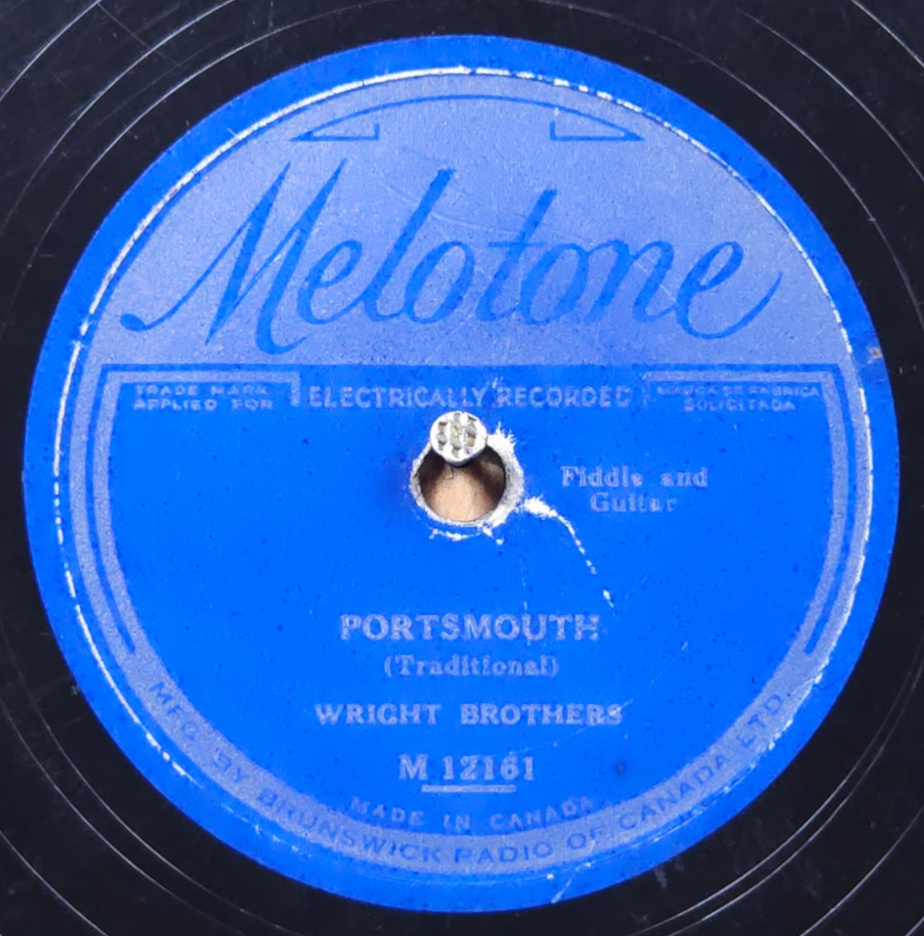 Melotone
TRADE MARK
APPLIED FOR
ELECTRICALLY RECORDED
MARCA DE FABRICA
SOLICITADA
Fiddle and
Guitar
PORTSMOUTH
(Traditional)
WRIGHT BROTHERS
M 12161
MADE IN CANADA
MFG. BY BRUNSWICK RADIO OF CANADA LTD.